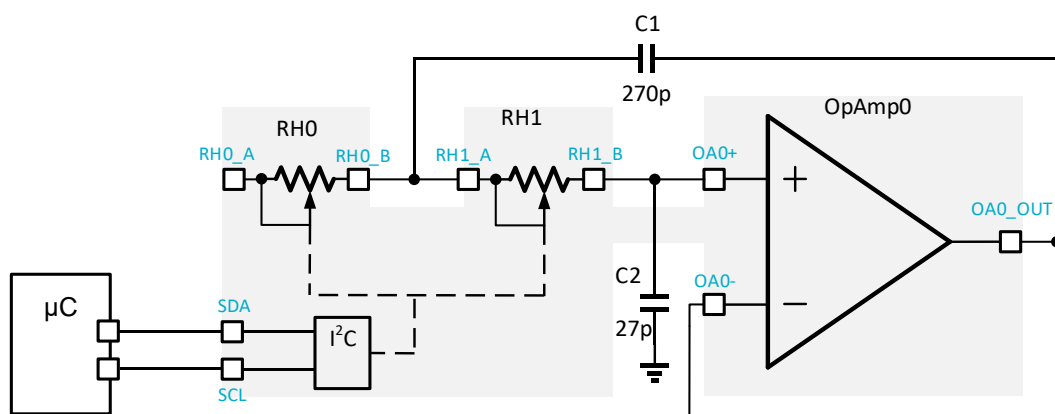 C1
270p
RH0
RH1
OpAmp0
RH0_A
RH0_B
RH1_A
RH1_B
OA0+
+
OA0_OUT
C2
27p
OA0-
−
µC
SDA
I²C
SCL